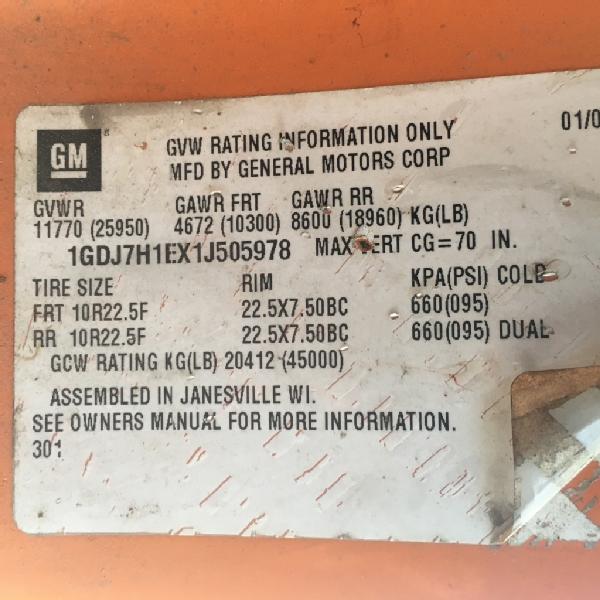 GM
GVW RATING INFORMATION ONLY 01/0
MFD BY GENERAL MOTORS CORP
GVWR GAWR FRT GAWR RR
11770 (25950) 4672 (10300) 8600 (18960) KG(LB)
1GDJ7H1EX1J505978 MAX VERT CG=70 IN.
TIRE SIZE RIM KPA(PSI) COLD
FRT 10R22.5F 22.5X7.50BC 660(095)
RR 10R22.5F 22.5X7.50BC 660(095) DUAL
GCW RATING KG(LB) 20412 (45000)
ASSEMBLED IN JANESVILLE WI.
SEE OWNERS MANUAL FOR MORE INFORMATION.
301